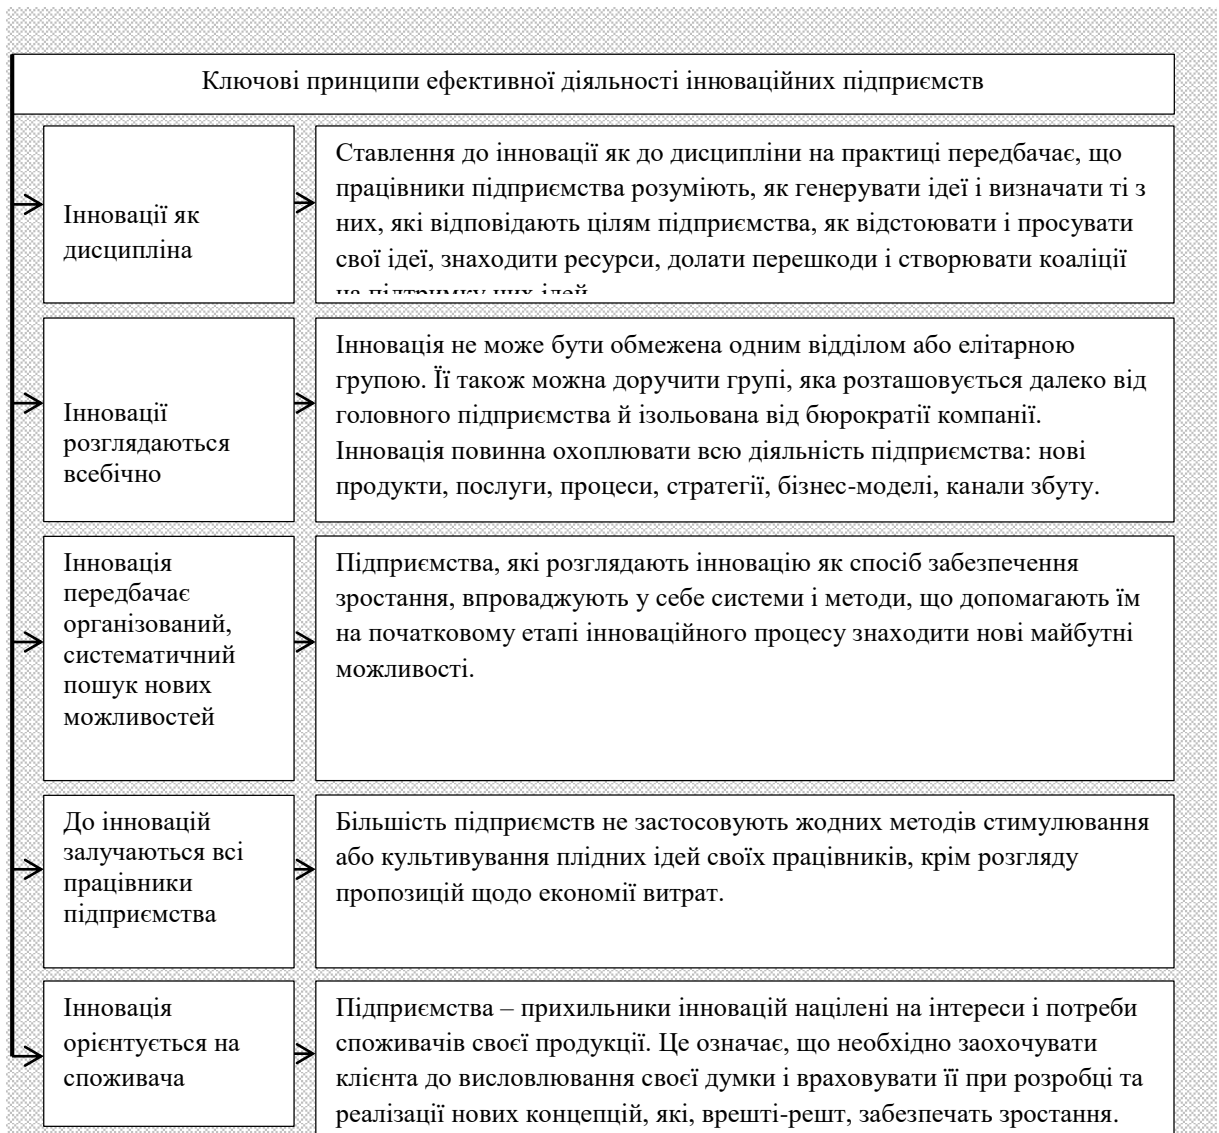 Ключові принципи ефективної діяльності інноваційних підприємств
Інновації як
дисципліна
Ставлення до інновації як до дисципліни на практиці передбачає, що
працівники підприємства розуміють, як генерувати ідеї і визначати ті з
них, які відповідають цілям підприємства, як відстоювати і просувати
свої ідеї, знаходити ресурси, долати перешкоди і створювати коаліції
на підтримку цих ідей.
Інновації
розглядаються
всебічно
Інновація не може бути обмежена одним відділом або елітарною
групою. Її також можна доручити групі, яка розташовується далеко від
головного підприємства й ізольована від бюрократії компанії.
Інновація повинна охоплювати всю діяльність підприємства: нові
продукти, послуги, процеси, стратегії, бізнес-моделі, канали збуту.
Інновація
передбачає
організований,
систематичний
пошук нових
можливостей
Підприємства, які розглядають інновацію як спосіб забезпечення
зростання, впроваджують у себе системи і методи, що допомагають їм
на початковому етапі інноваційного процесу знаходити нові майбутні
можливості.
До інновацій
залучаються всі
працівники
підприємства
Більшість підприємств не застосовують жодних методів стимулювання
або культивування плідних ідей своїх працівників, крім розгляду
пропозицій щодо економії витрат.
Інновація
орієнтується на
споживача
Підприємства – прихильники інновацій націлені на інтереси і потреби
споживачів своєї продукції. Це означає, що необхідно заохочувати
клієнта до висловлювання своєї думки і враховувати її при розробці та
реалізації нових концепцій, які, врешті-решт, забезпечать зростання.